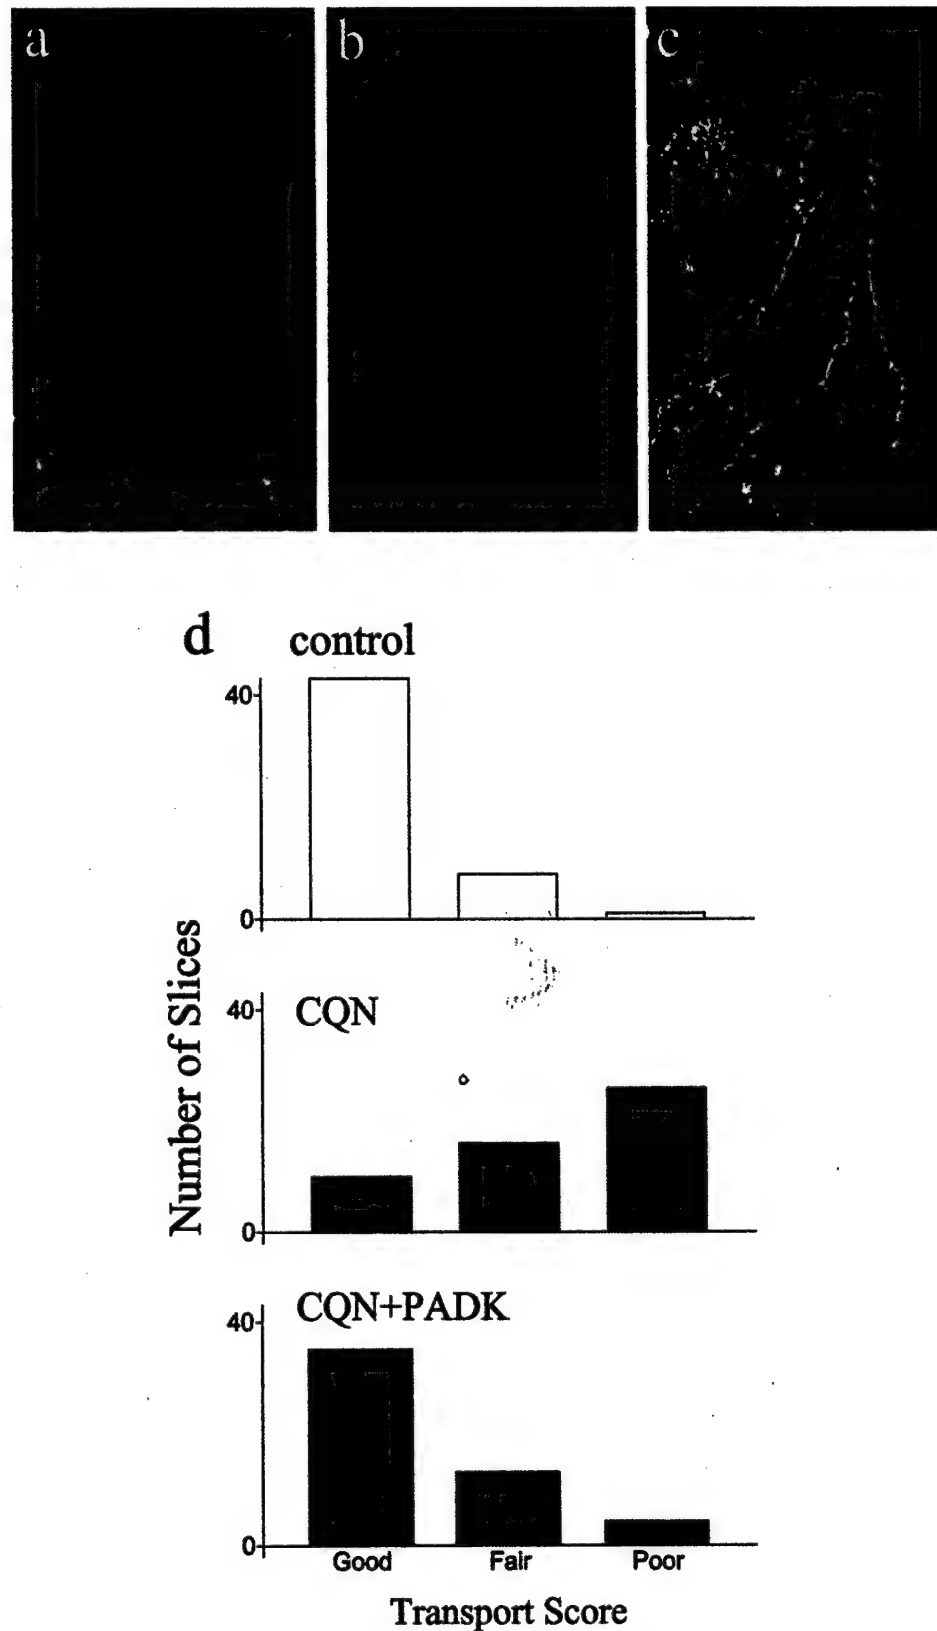 a b c
d control
40
0
Number of Slices
CQN
40
0
CQN+PADK
40
0
Good Fair Poor
Transport Score